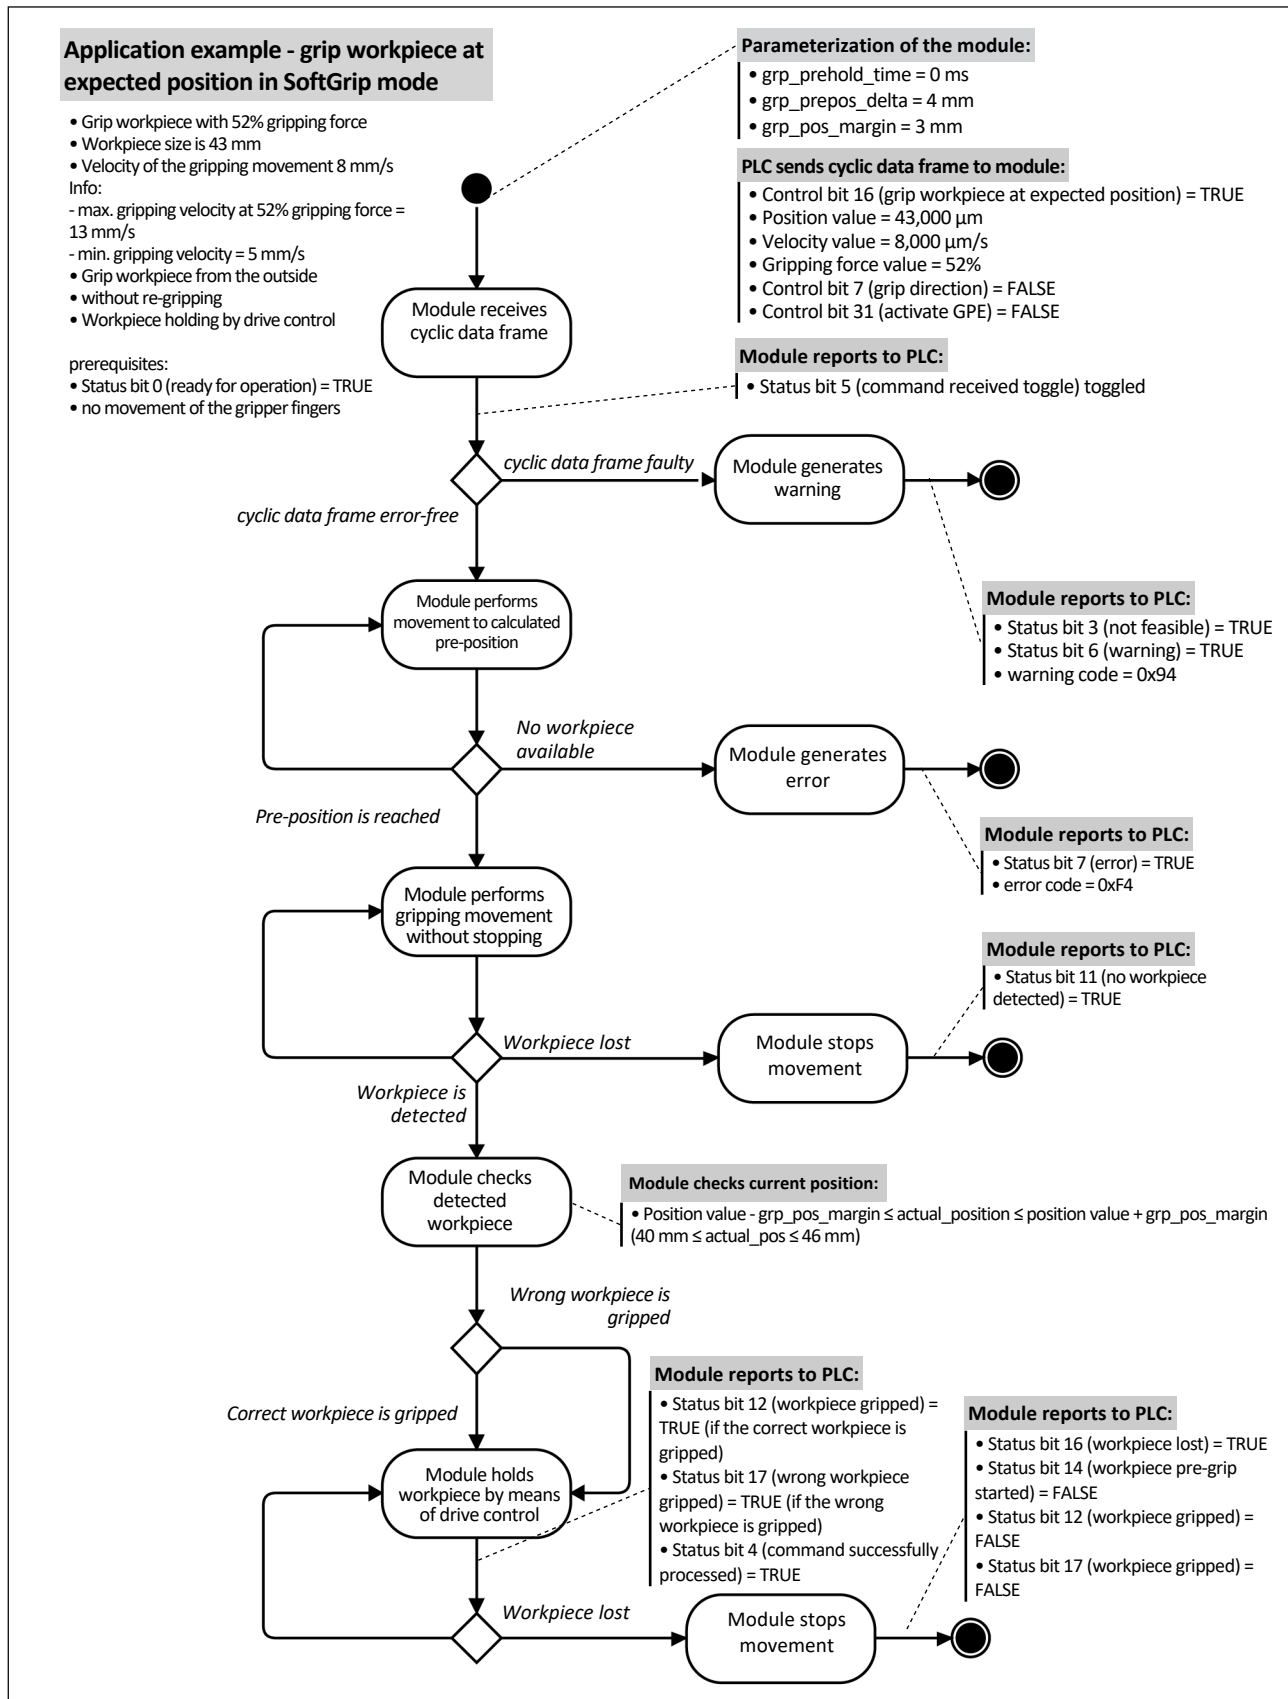 Application example - grip workpiece at
expected position in SoftGrip mode
• Grip workpiece with 52% gripping force
• Workpiece size is 43 mm
• Velocity of the gripping movement 8 mm/s
Info:
- max. gripping velocity at 52% gripping force =
13 mm/s
- min. gripping velocity = 5 mm/s
• Grip workpiece from the outside
• without re-gripping
• Workpiece holding by drive control
prerequisites:
• Status bit 0 (ready for operation) = TRUE
• no movement of the gripper fingers
Parameterization of the module:
• grp_prehold_time = 0 ms
• grp_prepos_delta = 4 mm
• grp_pos_margin = 3 mm
PLC sends cyclic data frame to module:
• Control bit 16 (grip workpiece at expected position) = TRUE
• Position value = 43,000 µm
• Velocity value = 8,000 µm/s
• Gripping force value = 52%
• Control bit 7 (grip direction) = FALSE
• Control bit 31 (activate GPE) = FALSE
Module receives
cyclic data frame
Module reports to PLC:
• Status bit 5 (command received toggle) toggled
cyclic data frame faulty
Module generates
warning
cyclic data frame error-free
Module reports to PLC:
• Status bit 3 (not feasible) = TRUE
• Status bit 6 (warning) = TRUE
• warning code = 0x94
Module performs
movement to calculated
pre-position
No workpiece
available
Module generates
error
Pre-position is reached
Module reports to PLC:
• Status bit 7 (error) = TRUE
• error code = 0xF4
Module performs
gripping movement
without stopping
Module reports to PLC:
• Status bit 11 (no workpiece
detected) = TRUE
Workpiece lost
Module stops
movement
Workpiece is
detected
Module checks
detected
workpiece
Module checks current position:
• Position value - grp_pos_margin ≤ actual_position ≤ position value + grp_pos_margin
(40 mm ≤ actual_pos ≤ 46 mm)
Wrong workpiece is
gripped
Correct workpiece is gripped
Module reports to PLC:
• Status bit 12 (workpiece gripped) =
TRUE (if the correct workpiece is
gripped)
• Status bit 17 (wrong workpiece
gripped) = TRUE (if the wrong
workpiece is gripped)
• Status bit 4 (command successfully
processed) = TRUE
Module reports to PLC:
• Status bit 16 (workpiece lost) = TRUE
• Status bit 14 (workpiece pre-grip
started) = FALSE
• Status bit 12 (workpiece gripped) =
FALSE
• Status bit 17 (workpiece gripped) =
FALSE
Module holds
workpiece by means
of drive control
Workpiece lost
Module stops
movement